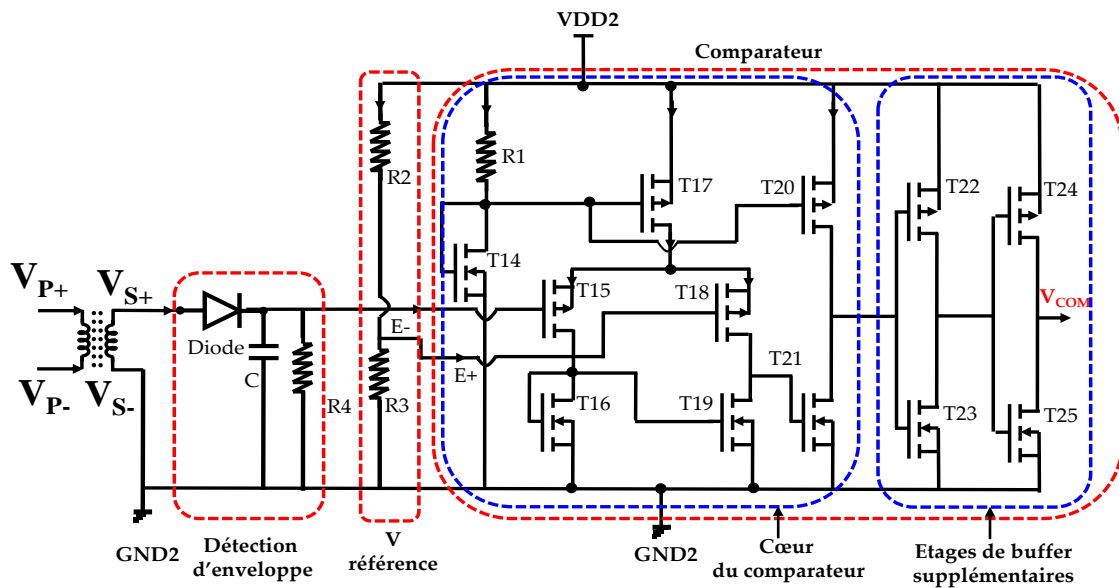 VDD2
Comparateur
R2
R1
T17
T20
T22
T24
T14
VP+
VS+
T15
T18
VCOM
E-
Diode
E+
T21
C
VP-
VS-
R4
R3
T16
T19
T23
T25
GND2
Détection
d'enveloppe
V
référence
GND2
Cœur
du comparateur
Etages de buffer
supplémentaires